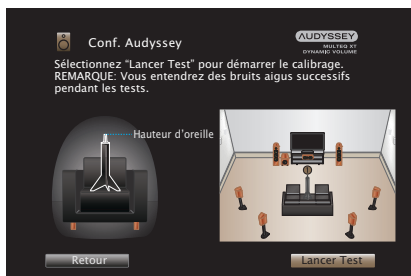 Conf. Audyssey
AUDYSSEY
MULTEQ XT
DYNAMIC VOLUME
Sélectionnez “Lancer Test” pour démarrer le calibrage.
REMARQUE: Vous entendrez des bruits aigus successifs
pendant les tests.
Hauteur d’oreille
Retour
Lancer Test